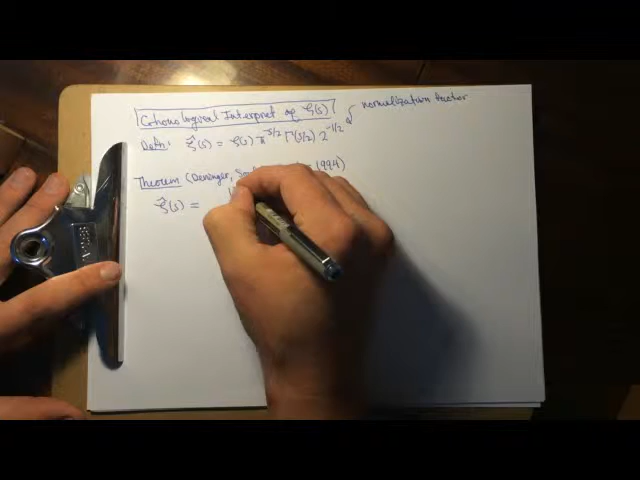 Cohomological Interpret of ζ(s)
Defn: ζ̂(s) = ζ(s) π^{-s/2} Γ(s/2) 2^{-1/2} normalization factor
Theorem (Deninger, 1994)
ζ̂(s) =